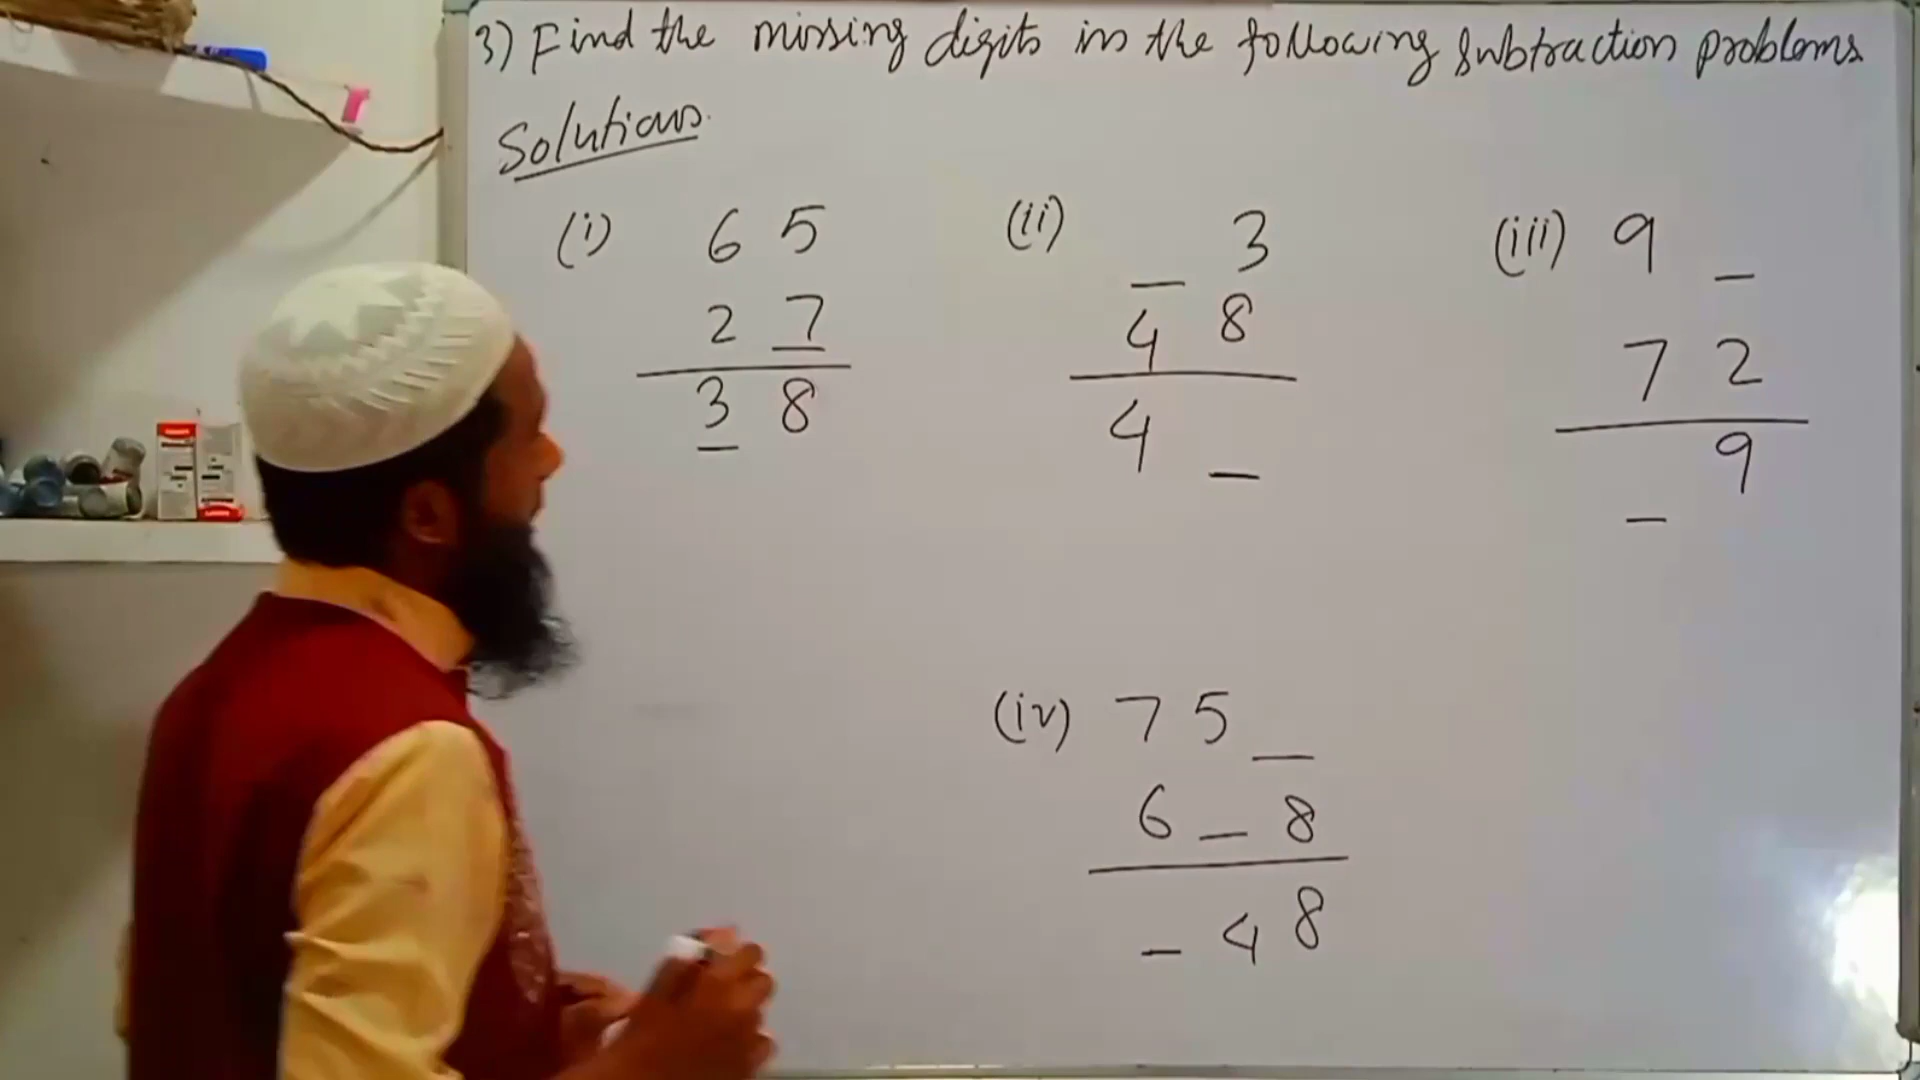 3) Find the missing digits in the following subtraction problems
Solutions.
(i) 6 5
2 7
3 8
(ii) _ 3
4 8
4 _
(iii) 9 _
7 2
_ 9
(iv) 7 5 _
6 _ 8
_ 4 8